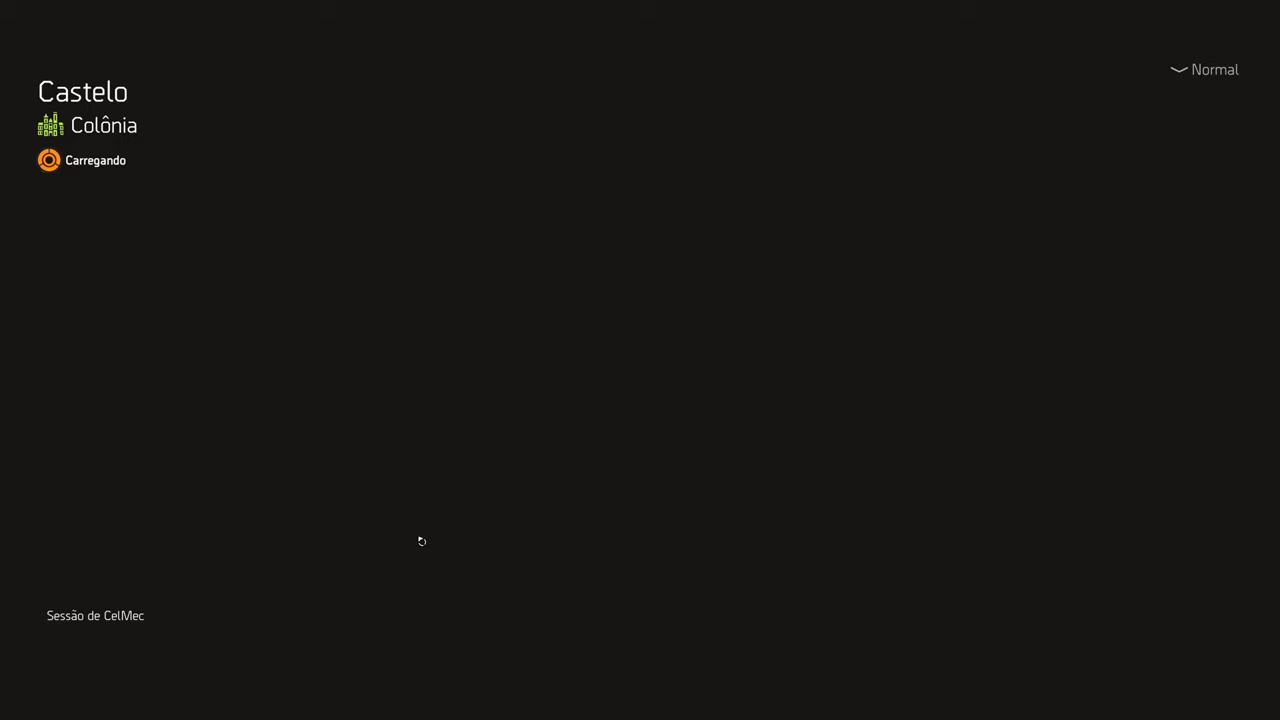 Castelo
Normal
Colônia
Carregando
Sessão de CelMec